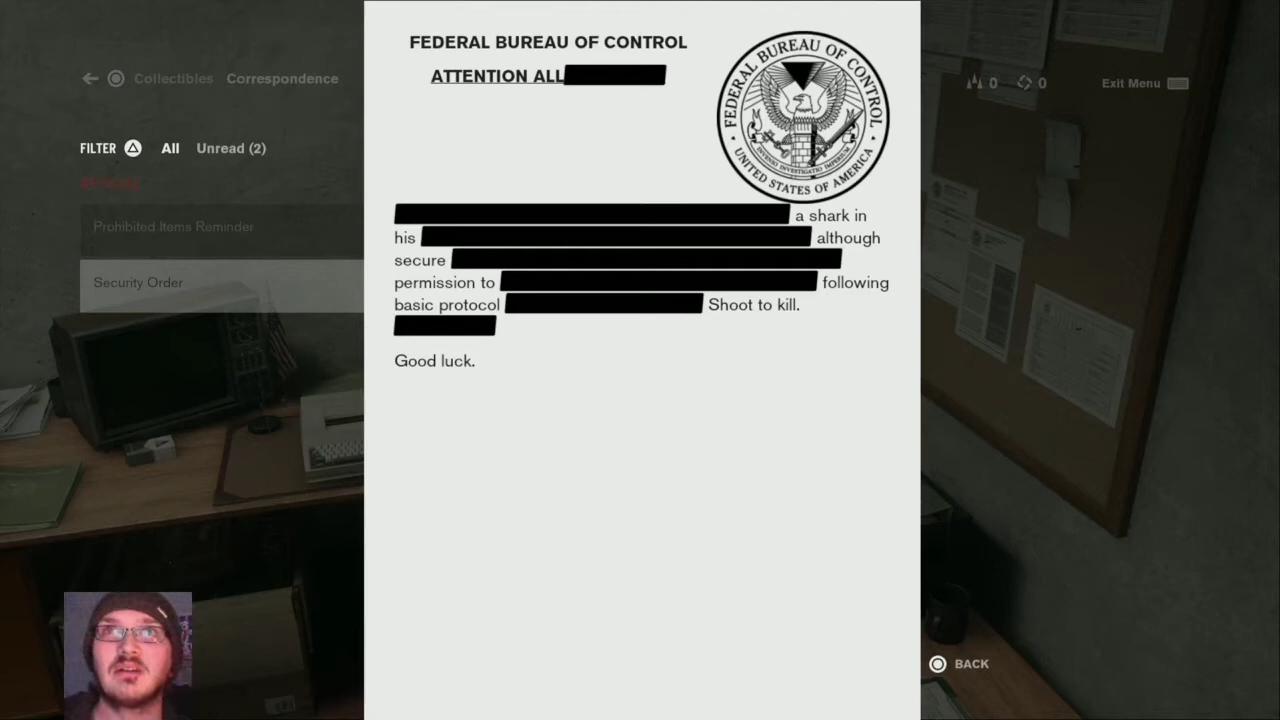 FEDERAL BUREAU OF CONTROL
ATTENTION ALL
FEDERAL BUREAU OF CONTROL
UNITED STATES OF AMERICA
← Collectibles Correspondence
0 0 Exit Menu
FILTER All Unread (2)
Prohibited Items Reminder
Security Order
a shark in
his although
secure
permission to following
basic protocol Shoot to kill.
Good luck.
BACK